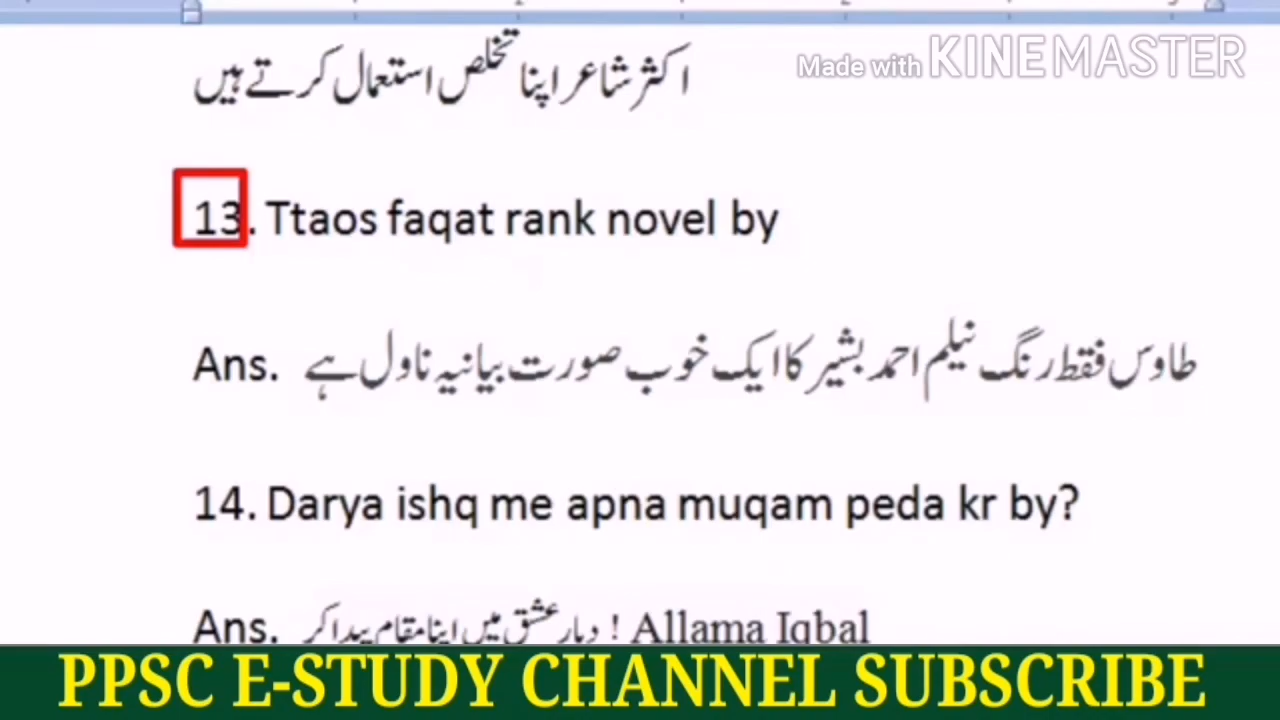 Made with KINEMASTER
اکثر شاعر اپنا تخلص استعمال کرتے ہیں
13. Ttaos faqat rank novel by
Ans. طاوس فقط رنگ نیلم احمد بشیر کا ایک خوب صورت بیانیہ ناول ہے
14. Darya ishq me apna muqam peda kr by?
Ans. دیار عشق میں اپنا مقام پیدا کر ! Allama Iqbal
PPSC E-STUDY CHANNEL SUBSCRIBE